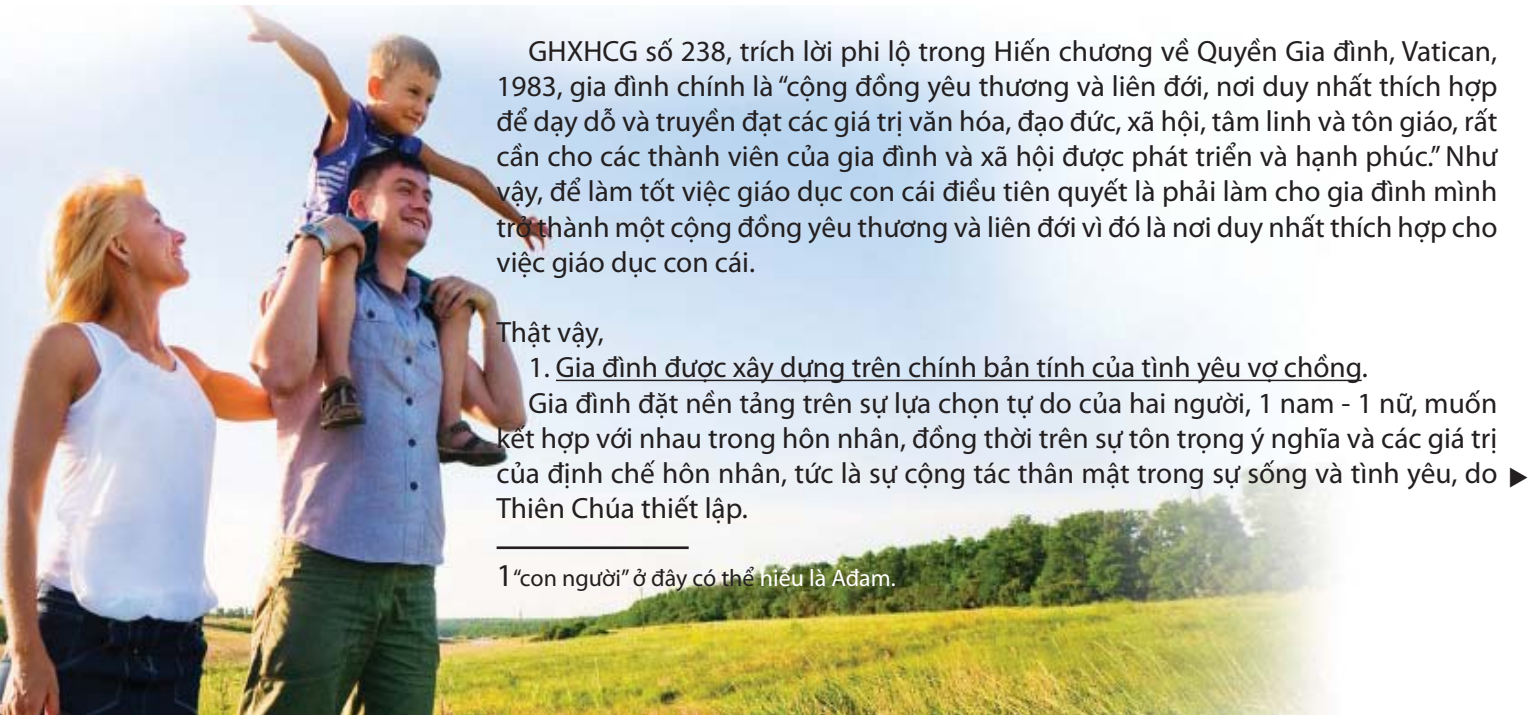 GHXHCG số 238, trích lời phi lộ trong Hiến chương về Quyền Gia đình, Vatican,
1983, gia đình chính là “cộng đồng yêu thương và liên đới, nơi duy nhất thích hợp
để dạy dỗ và truyền đạt các giá trị văn hóa, đạo đức, xã hội, tâm linh và tôn giáo, rất
cần cho các thành viên của gia đình và xã hội được phát triển và hạnh phúc.” Như
vậy, để làm tốt việc giáo dục con cái điều tiên quyết là phải làm cho gia đình mình
trở thành một cộng đồng yêu thương và liên đới vì đó là nơi duy nhất thích hợp cho
việc giáo dục con cái.
Thật vậy,
1. Gia đình được xây dựng trên chính bản tính của tình yêu vợ chồng.
Gia đình đặt nền tảng trên sự lựa chọn tự do của hai người, 1 nam - 1 nữ, muốn
kết hợp với nhau trong hôn nhân, đồng thời trên sự tôn trọng ý nghĩa và các giá trị
của định chế hôn nhân, tức là sự cộng tác thân mật trong sự sống và tình yêu, do ▶
Thiên Chúa thiết lập.
1 “con người” ở đây có thể hiểu là Ađam.